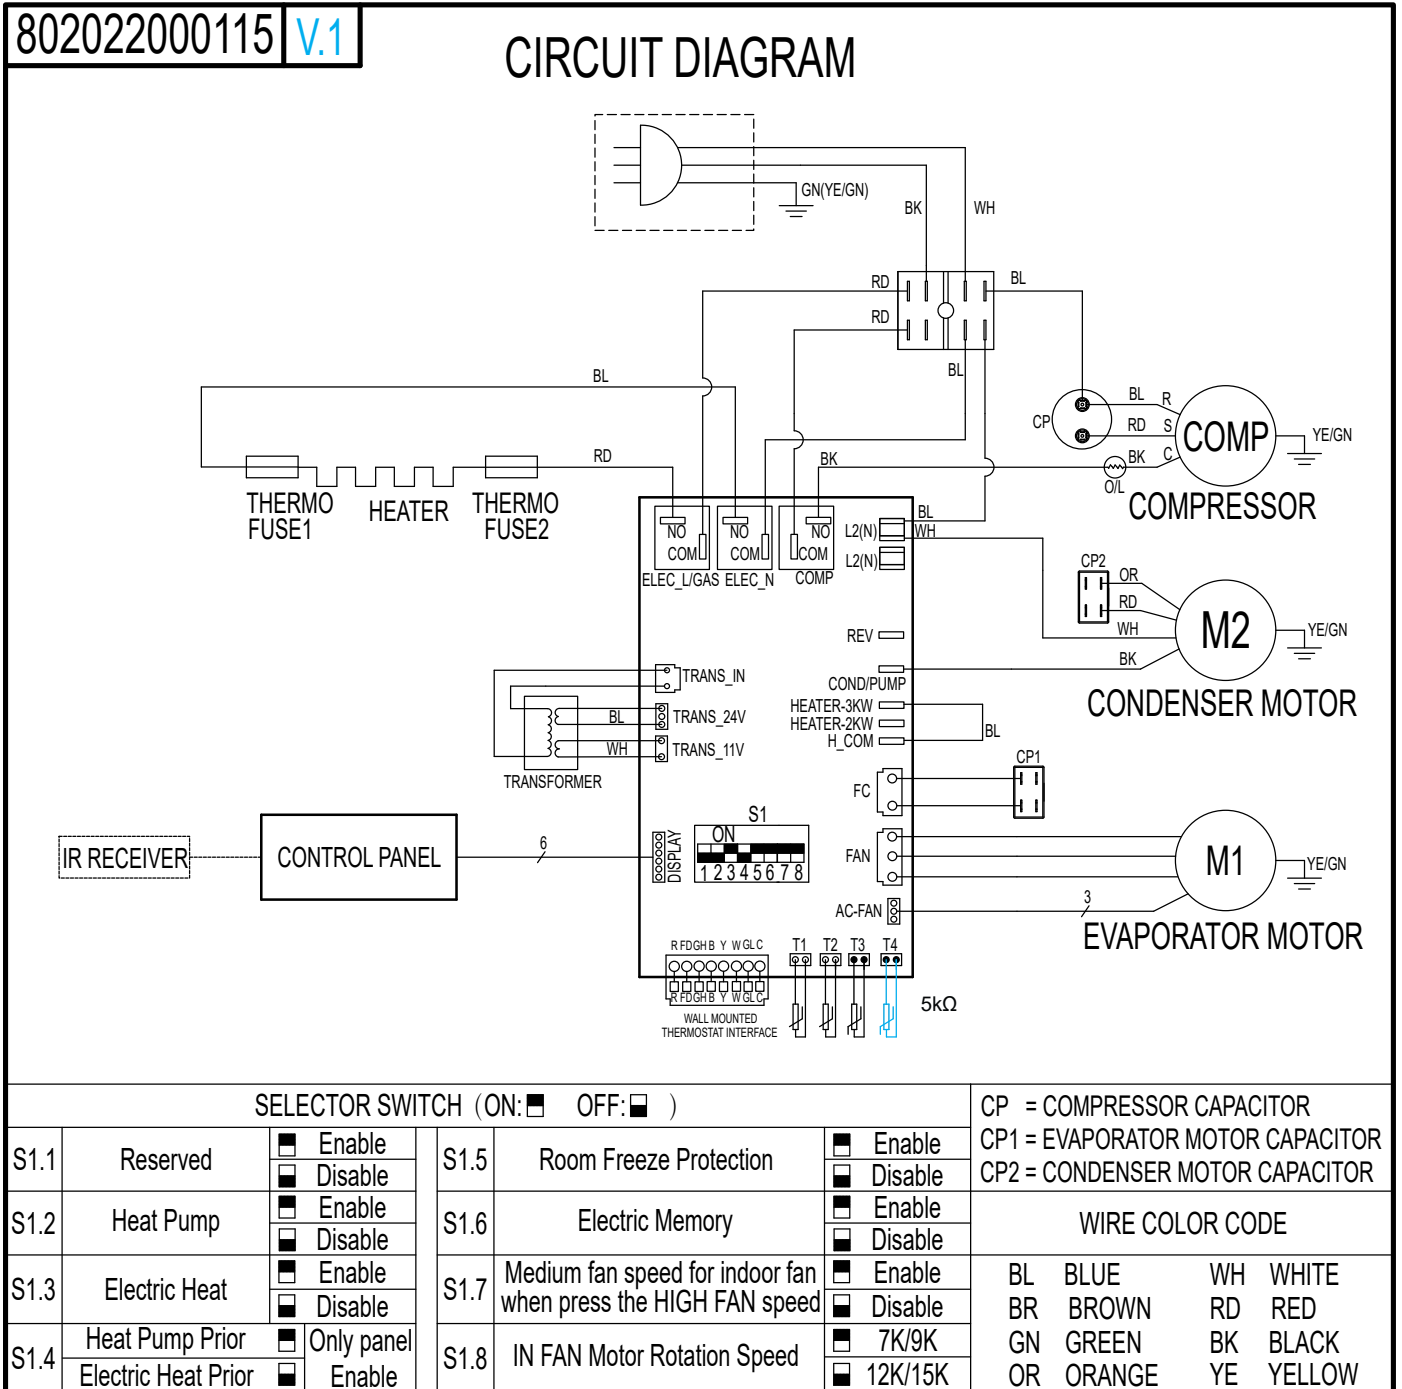 802022000115 V.1
CIRCUIT DIAGRAM
GN(YE/GN)
BK WH
RD BL
RD
BL
BL
CP BL R
RD S
BK C
COMP YE/GN
O/L
COMPRESSOR
RD BK
THERMO FUSE1
HEATER
THERMO FUSE2
NO NO NO
COM COM COM
ELEC_L/GAS ELEC_N COMP
L2(N) BL
WH
L2(N)
CP2
OR
RD
WH
BK
M2 YE/GN
CONDENSER MOTOR
REV
COND/PUMP
HEATER-3KW
HEATER-2KW
H_COM
BL
TRANS_IN
BL TRANS_24V
WH TRANS_11V
TRANSFORMER
FC CP1
S1
ON
1 2 3 4 5 6 7 8
DISPLAY
IR RECEIVER
CONTROL PANEL
6
FAN
M1 YE/GN
AC-FAN 3
EVAPORATOR MOTOR
R FD GH B Y W GL C
T1 T2 T3 T4
R FD GH B Y W GL C
5kΩ
WALL MOUNTED
THERMOSTAT INTERFACE
SELECTOR SWITCH (ON: OFF: )
S1.1 Reserved Enable
Disable
S1.2 Heat Pump Enable
Disable
S1.3 Electric Heat Enable
Disable
S1.4 Heat Pump Prior Only panel
Electric Heat Prior Enable
S1.5 Room Freeze Protection Enable
Disable
S1.6 Electric Memory Enable
Disable
S1.7 Medium fan speed for indoor fan Enable
when press the HIGH FAN speed Disable
S1.8 IN FAN Motor Rotation Speed 7K/9K
12K/15K
CP = COMPRESSOR CAPACITOR
CP1 = EVAPORATOR MOTOR CAPACITOR
CP2 = CONDENSER MOTOR CAPACITOR
WIRE COLOR CODE
BL BLUE WH WHITE
BR BROWN RD RED
GN GREEN BK BLACK
OR ORANGE YE YELLOW